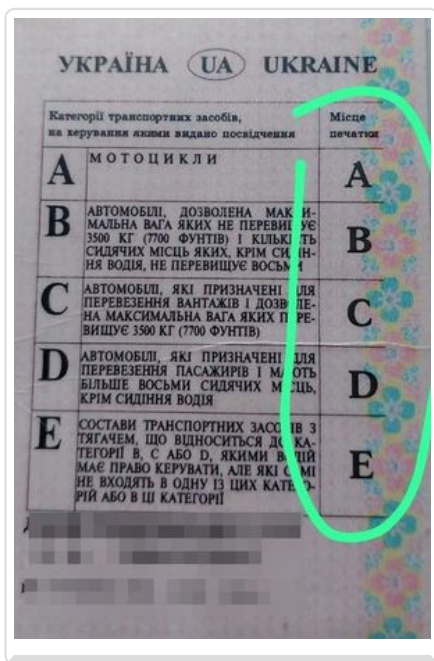 УКРАЇНА UA UKRAINE
Категорії транспортних засобів,
на керування якими видано посвідчення
Місце
печатки
A
МОТОЦИКЛИ
A
B
АВТОМОБІЛІ, ДОЗВОЛЕНА МАКСИ-
МАЛЬНА ВАГА ЯКИХ НЕ ПЕРЕВИЩУЄ
3500 КГ (7700 ФУНТІВ) І КІЛЬКІСТЬ
СИДЯЧИХ МІСЦЬ ЯКИХ, КРІМ СИДІН-
НЯ ВОДІЯ, НЕ ПЕРЕВИЩУЄ ВОСЬМИ
B
C
АВТОМОБІЛІ, ЯКІ ПРИЗНАЧЕНІ ДЛЯ
ПЕРЕВЕЗЕННЯ ВАНТАЖІВ І ДОЗВОЛЕ-
НА МАКСИМАЛЬНА ВАГА ЯКИХ ПЕРЕ-
ВИЩУЄ 3500 КГ (7700 ФУНТІВ)
C
D
АВТОМОБІЛІ, ЯКІ ПРИЗНАЧЕНІ ДЛЯ
ПЕРЕВЕЗЕННЯ ПАСАЖИРІВ І МАЮТЬ
БІЛЬШЕ ВОСЬМИ СИДЯЧИХ МІСЦЬ,
КРІМ СИДІННЯ ВОДІЯ
D
E
СОСТАВИ ТРАНСПОРТНИХ ЗАСОБІВ З
ТЯГАЧЕМ, ЩО ВІДНОСИТЬСЯ ДО КА-
ТЕГОРІЇ B, C АБО D, ЯКИМИ ВОДІЙ
МАЄ ПРАВО КЕРУВАТИ, АЛЕ ЯКІ САМІ
НЕ ВХОДЯТЬ В ОДНУ ІЗ ЦИХ КАТЕГО-
РІЙ АБО В ЦІ КАТЕГОРІЇ
E